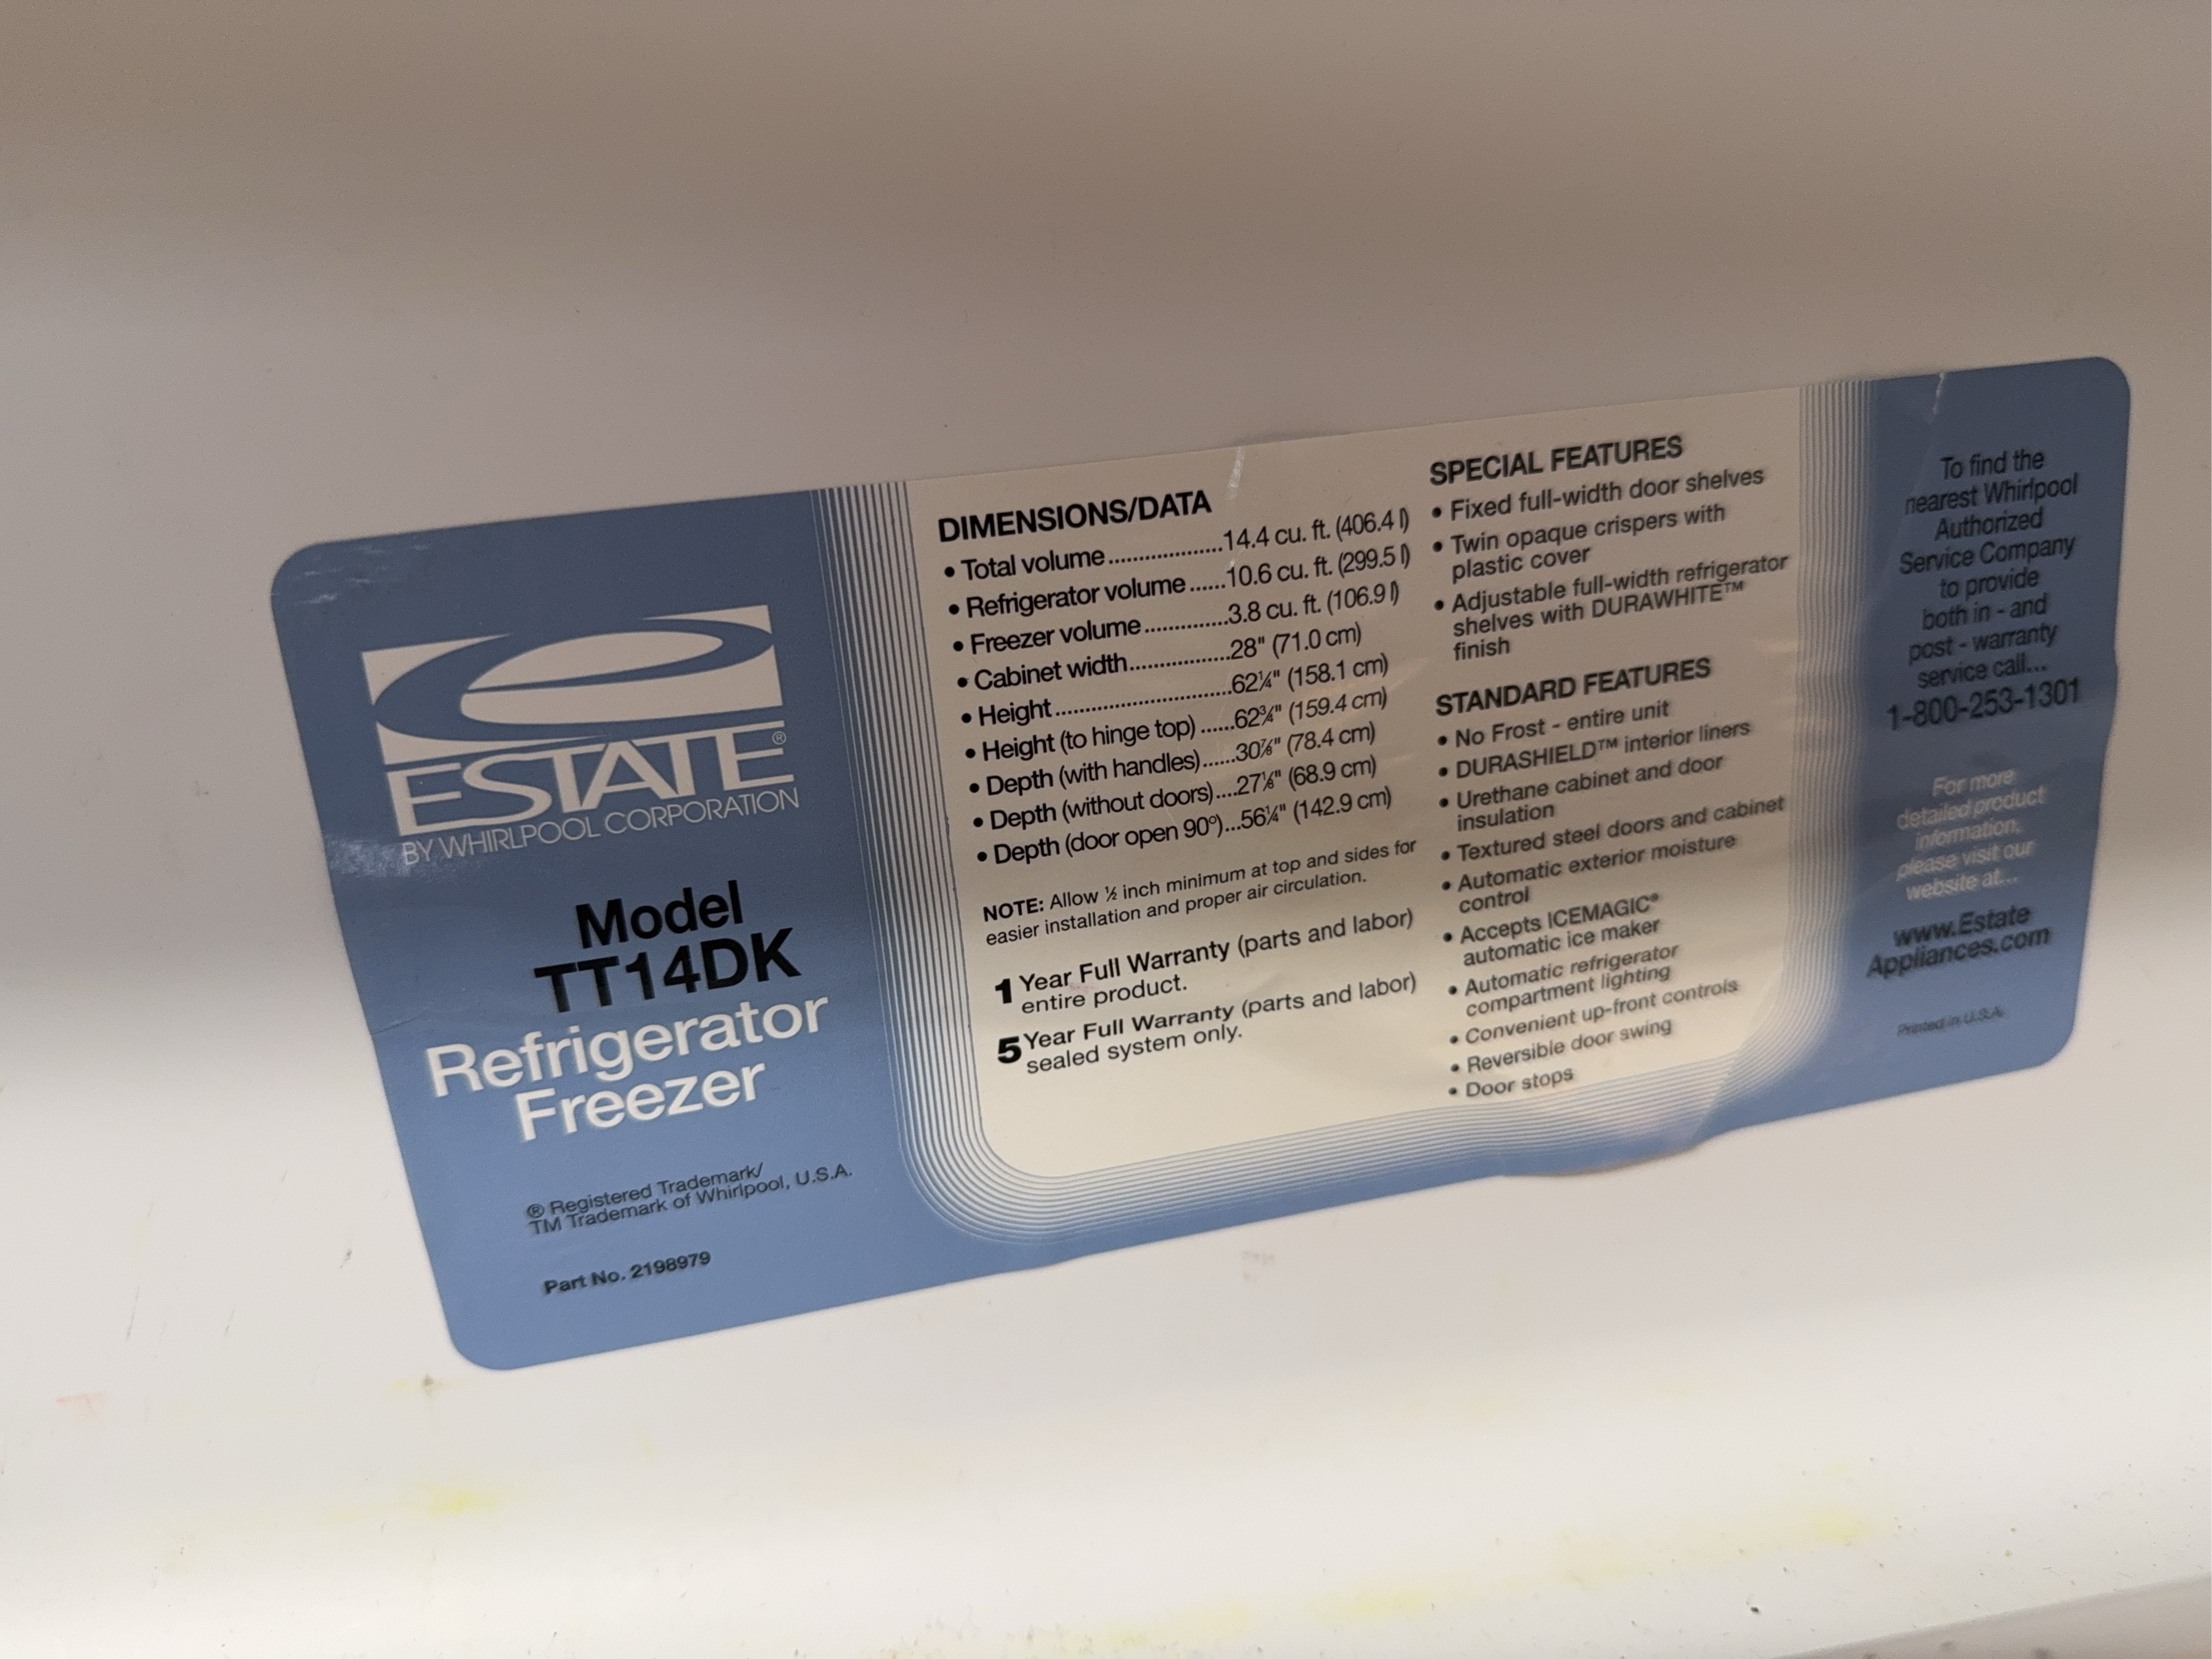 ESTATE®
BY WHIRLPOOL CORPORATION
Model
TT14DK
Refrigerator
Freezer
® Registered Trademark/
TM Trademark of Whirlpool, U.S.A.
Part No. 2198979
DIMENSIONS/DATA
• Total volume...................14.4 cu. ft. (406.4 l)
• Refrigerator volume......10.6 cu. ft. (299.5 l)
• Freezer volume..............3.8 cu. ft. (106.9 l)
• Cabinet width.................28" (71.0 cm)
• Height.............................62¼" (158.1 cm)
• Height (to hinge top)......62¾" (159.4 cm)
• Depth (with handles)......30⅞" (78.4 cm)
• Depth (without doors)....27⅛" (68.9 cm)
• Depth (door open 90°)...56¼" (142.9 cm)
NOTE: Allow ½ inch minimum at top and sides for
easier installation and proper air circulation.
1 Year Full Warranty (parts and labor)
entire product.
5 Year Full Warranty (parts and labor)
sealed system only.
SPECIAL FEATURES
• Fixed full-width door shelves
• Twin opaque crispers with
plastic cover
• Adjustable full-width refrigerator
shelves with DURAWHITE™
finish
STANDARD FEATURES
• No Frost - entire unit
• DURASHIELD™ interior liners
• Urethane cabinet and door
insulation
• Textured steel doors and cabinet
• Automatic exterior moisture
control
• Accepts ICEMAGIC®
automatic ice maker
• Automatic refrigerator
compartment lighting
• Convenient up-front controls
• Reversible door swing
• Door stops
To find the
nearest Whirlpool
Authorized
Service Company
to provide
both in - and
post - warranty
service call...
1-800-253-1301
For more
detailed product
information,
please visit our
website at...
www.Estate
Appliances.com
Printed in U.S.A.